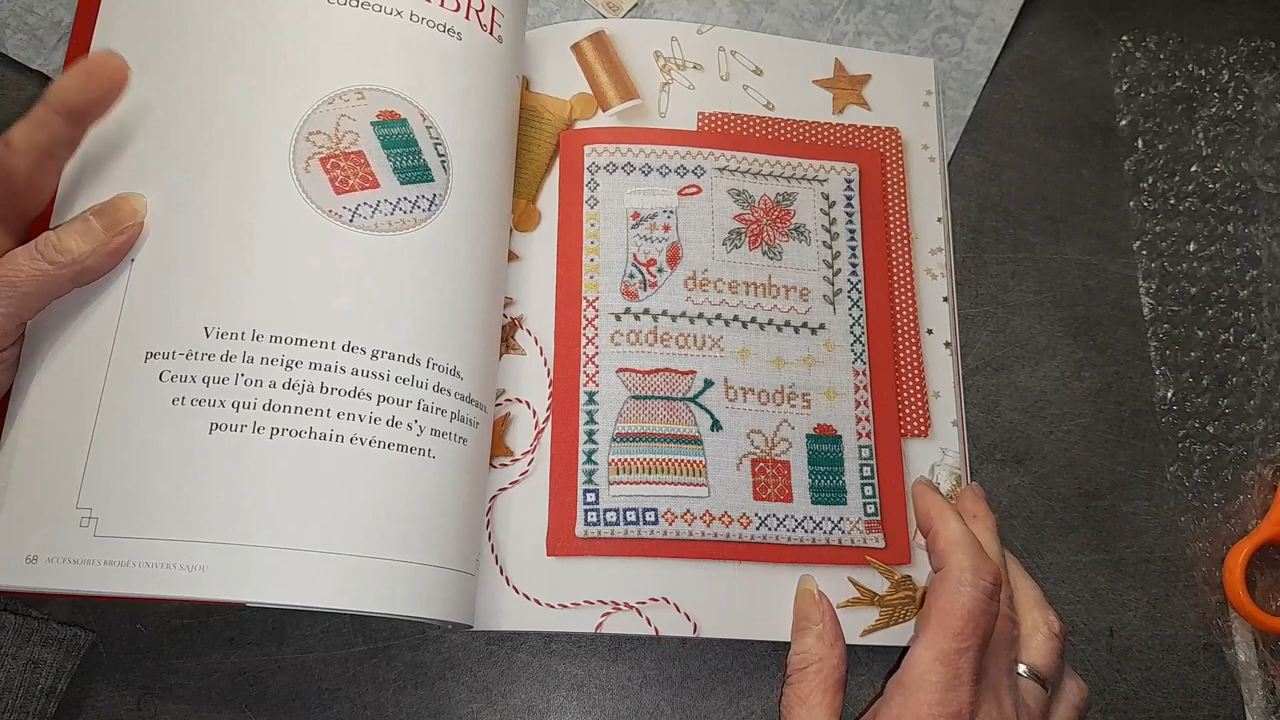 cadeaux brodés
Vient le moment des grands froids,
peut-être de la neige mais aussi celui des cadeaux.
Ceux que l'on a déjà brodés pour faire plaisir
et ceux qui donnent envie de s'y mettre
pour le prochain événement.
68 ACCESSOIRES BRODÉS UNIVERS SAJOU
décembre
cadeaux
brodés